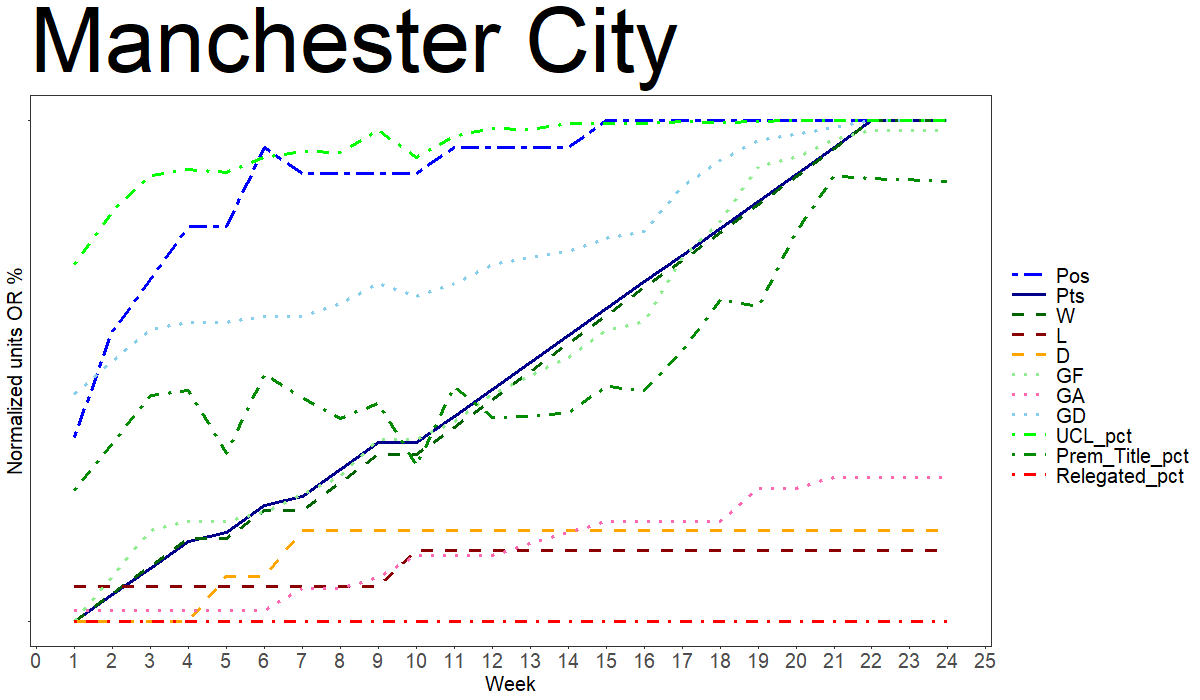 Manchester City
Normalized units OR %
Pos
Pts
W
L
D
GF
GA
GD
UCL_pct
Prem_Title_pct
Relegated_pct
0 1 2 3 4 5 6 7 8 9 10 11 12 13 14 15 16 17 18 19 20 21 22 23 24 25
Week